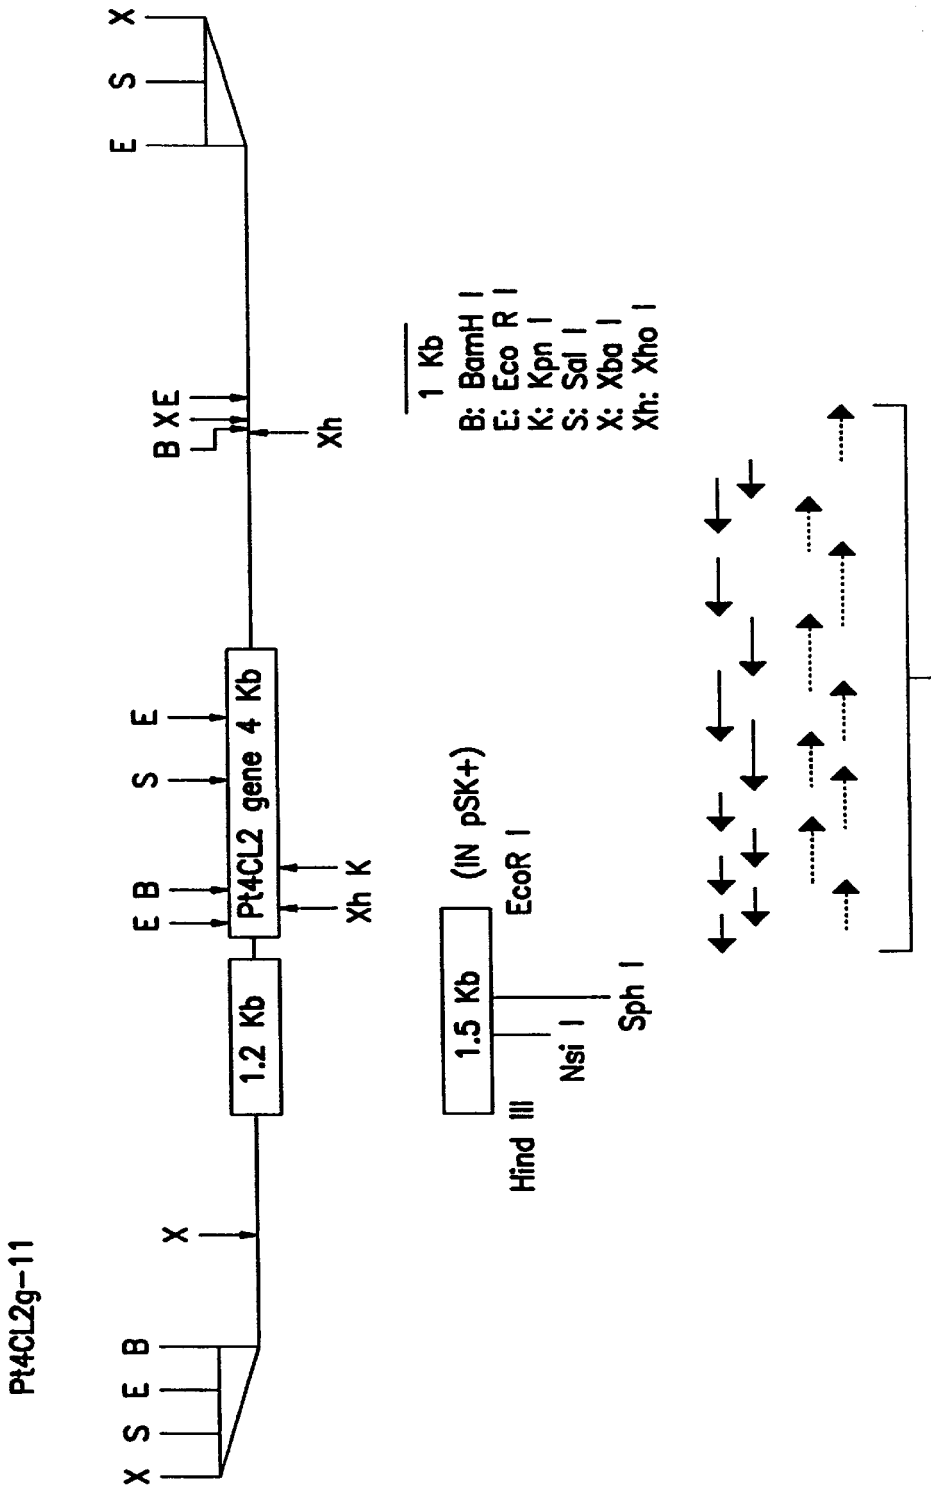 Pt4CL2g-11
X S E B
X
E B S E
B X E
E S X
1.2 Kb
Pt4CL2 gene 4 Kb
Xh K
Xh
1 Kb
1.5 Kb
(IN pSK+)
Hind III
EcoR I
Nsi I
Sph I
B: BamH I
E: Eco R I
K: Kpn I
S: Sal I
X: Xba I
Xh: Xho I